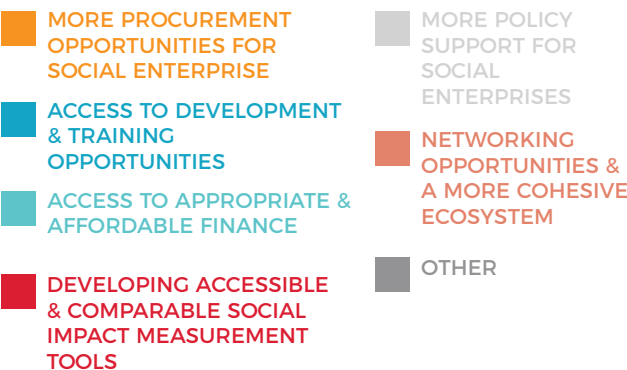 MORE PROCUREMENT
OPPORTUNITIES FOR
SOCIAL ENTERPRISE
ACCESS TO DEVELOPMENT
& TRAINING
OPPORTUNITIES
ACCESS TO APPROPRIATE &
AFFORDABLE FINANCE
DEVELOPING ACCESSIBLE
& COMPARABLE SOCIAL
IMPACT MEASUREMENT
TOOLS
MORE POLICY
SUPPORT FOR
SOCIAL
ENTERPRISES
NETWORKING
OPPORTUNITIES &
A MORE COHESIVE
ECOSYSTEM
OTHER